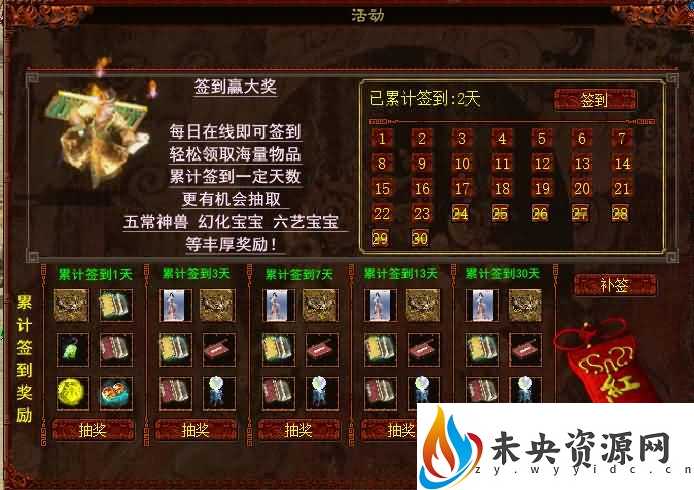 活动
签到赢大奖
每日在线即可签到
轻松领取海量物品
累计签到一定天数
更有机会抽取
五常神兽 幻化宝宝 六艺宝宝
等丰厚奖励！
已累计签到:2天
签到
1 2 3 4 5 6 7
8 9 10 11 12 13 14
15 16 17 18 19 20 21
22 23 24 25 26 27 28
29 30
累计签到奖励
累计签到1天 累计签到3天 累计签到7天 累计签到13天 累计签到30天
补签
红
抽奖 抽奖 抽奖 抽
未央资源网
zy.wyyidc.cn